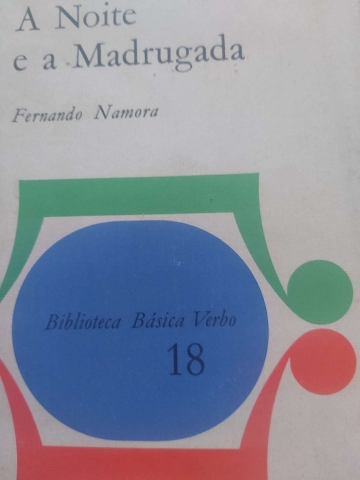 A Noite
e a Madrugada
Fernando Namora
Biblioteca Básica Verbo
18